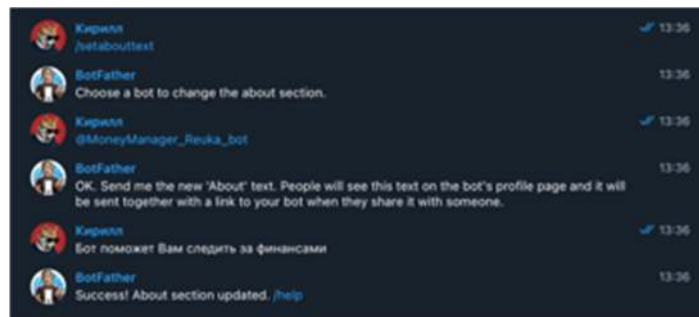 Кирилл 13:36
/setabouttext
BotFather 13:36
Choose a bot to change the about section.
Кирилл 13:36
@MoneyManager_Reuka_bot
BotFather 13:36
OK. Send me the new 'About' text. People will see this text on the bot's profile page and it will
be sent together with a link to your bot when they share it with someone.
Кирилл 13:36
Бот поможет Вам следить за финансами
BotFather 13:36
Success! About section updated. /help